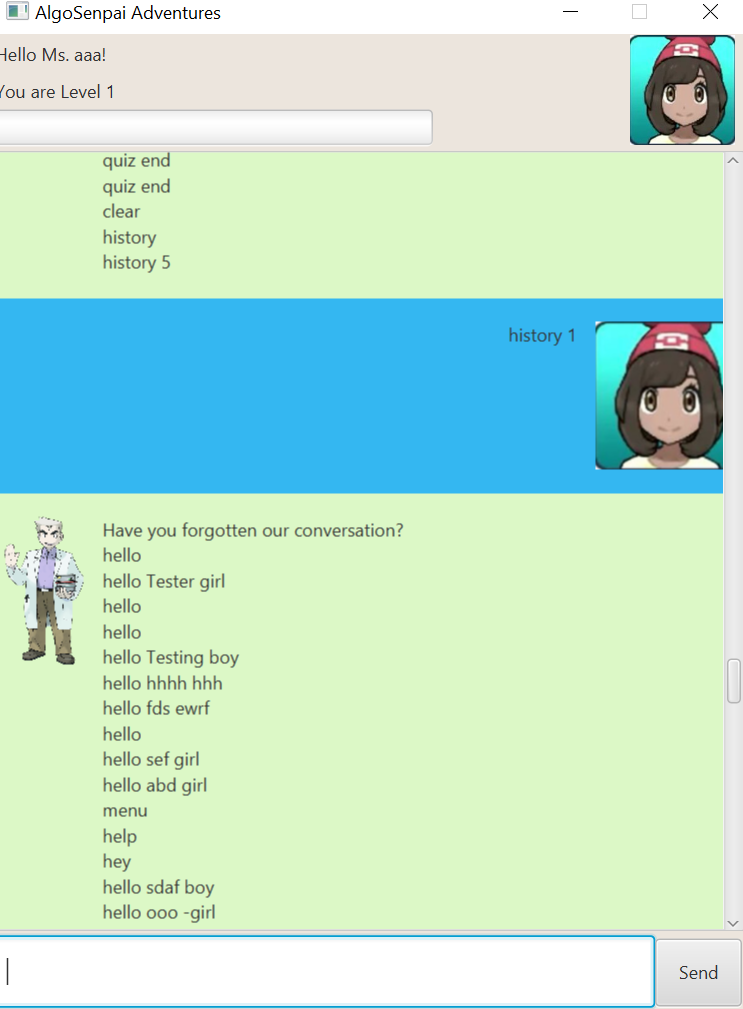 AlgoSenpai Adventures
Hello Ms. aaa!
You are Level 1
quiz end
quiz end
clear
history
history 5
history 1
Have you forgotten our conversation?
hello
hello Tester girl
hello
hello
hello Testing boy
hello hhhh hhh
hello fds ewrf
hello
hello sef girl
hello abd girl
menu
help
hey
hello sdaf boy
hello ooo -girl
Send